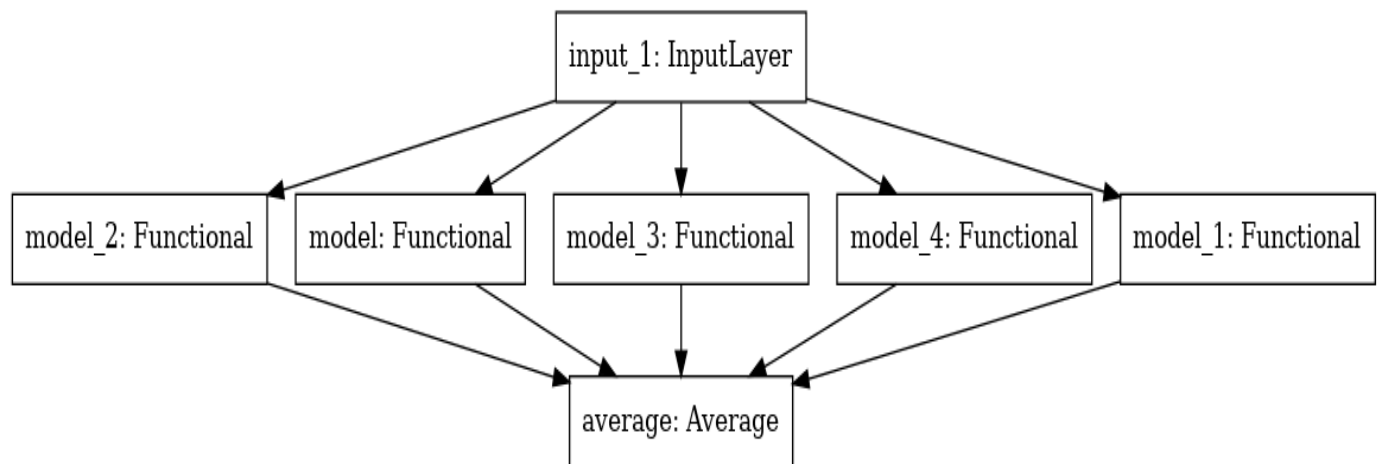 input_1: InputLayer
model_2: Functional
model: Functional
model_3: Functional
model_4: Functional
model_1: Functional
average: Average